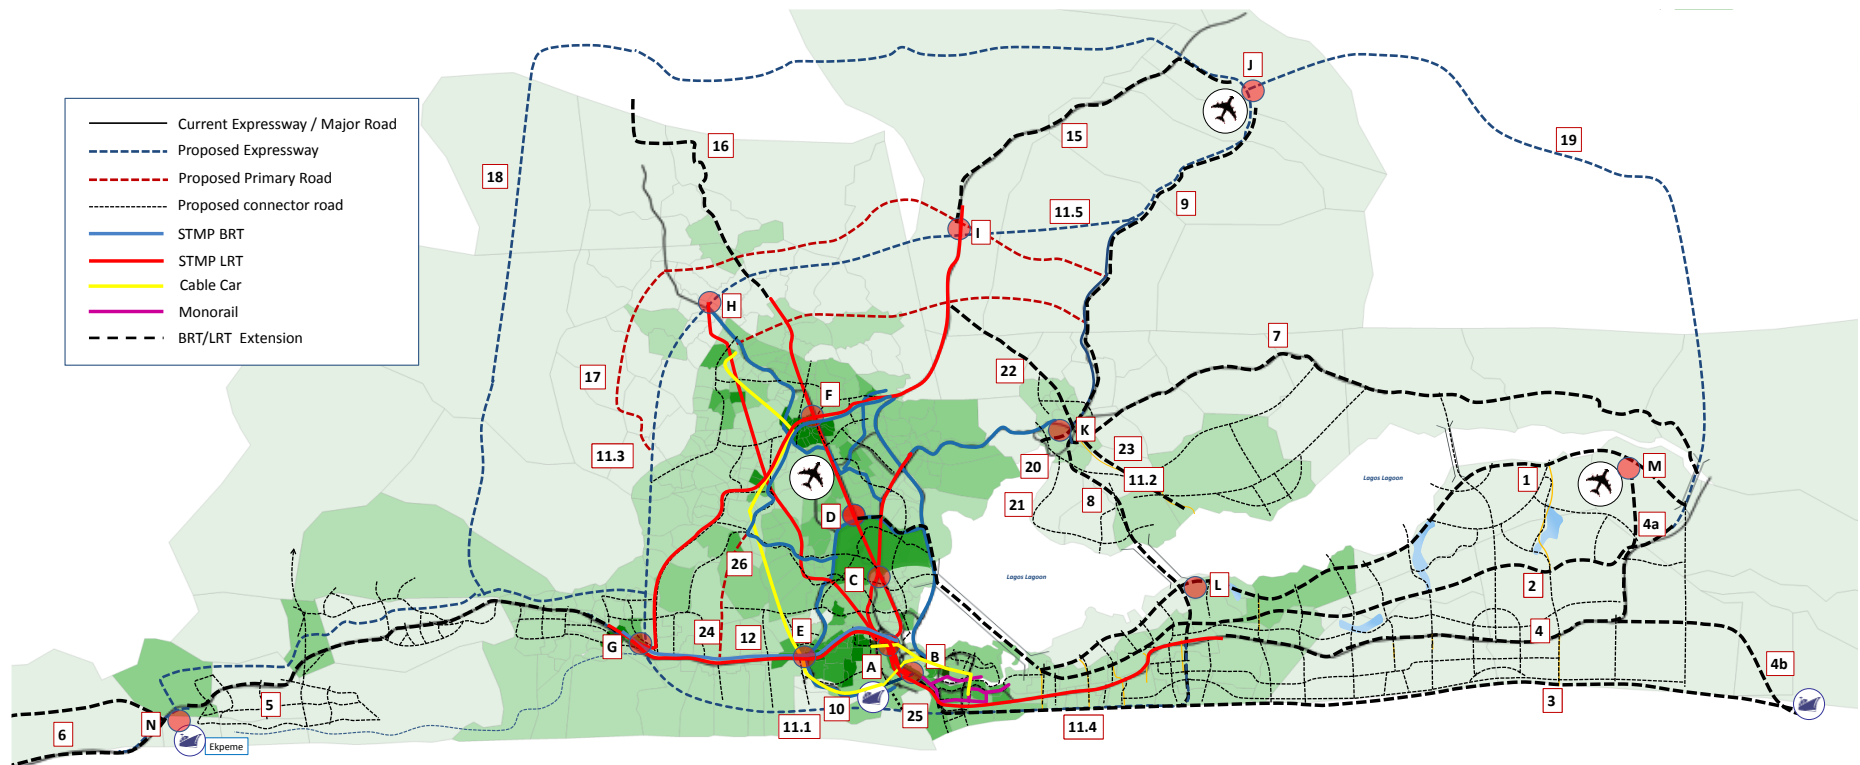 Current Expressway / Major Road
Proposed Expressway
Proposed Primary Road
Proposed connector road
STMP BRT
STMP LRT
Cable Car
Monorail
BRT/LRT Extension
J
19
15
16
18
9
11.5
I
H
7
22
17
F
K
23
11.3
20
11.2
Lagos Lagoon
1
M
21
8
D
4a
26
C
Lagos Lagoon
L
2
24
12
E
4
G
A
B
4b
5
10
25
3
N
11.1
11.4
6
Ekpeme